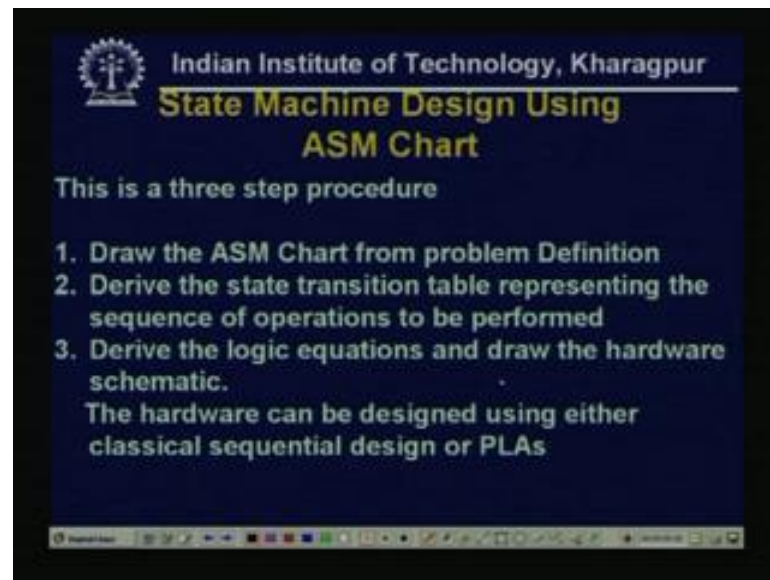 Indian Institute of Technology, Kharagpur
State Machine Design Using
ASM Chart
This is a three step procedure
1. Draw the ASM Chart from problem Definition
2. Derive the state transition table representing the
sequence of operations to be performed
3. Derive the logic equations and draw the hardware
schematic.
The hardware can be designed using either
classical sequential design or PLAs